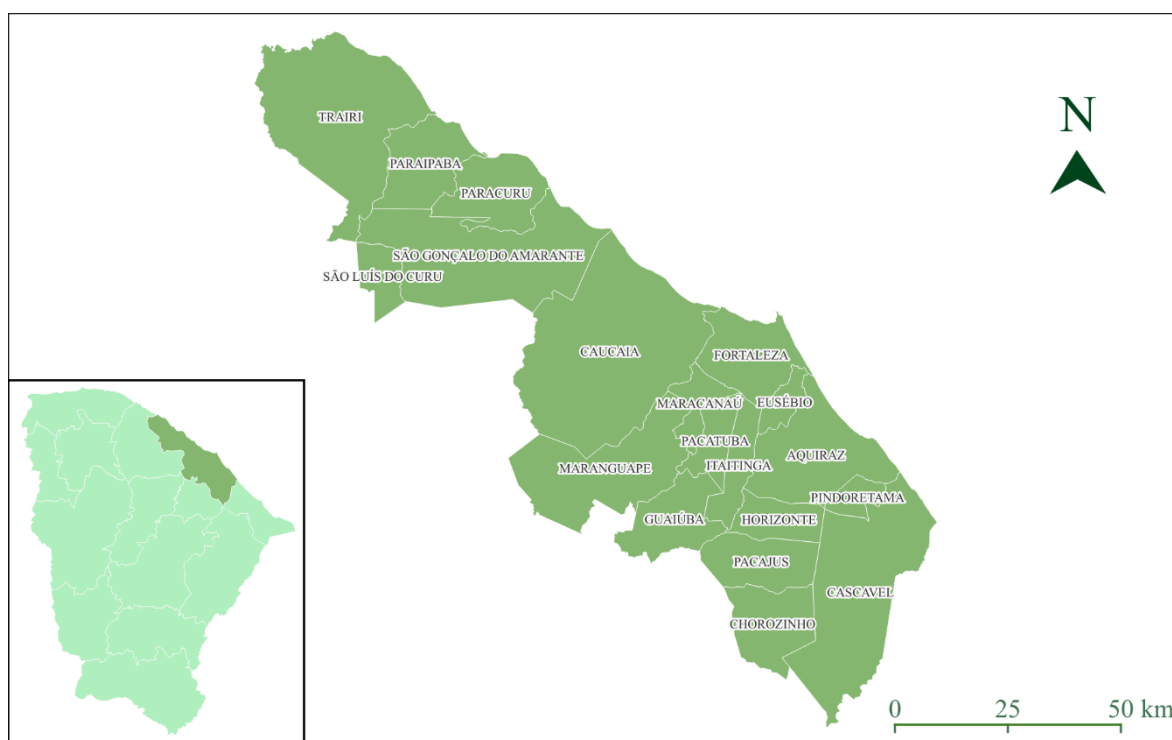 N
TRAIRI
PARAIPABA
PARACURU
SÃO GONÇALO DO AMARANTE
SÃO LUÍS DO CURU
CAUCAIA
FORTALEZA
MARACANAÚ
EUSÉBIO
PACATUBA
MARANGUAPE
ITAITINGA
AQUIRAZ
PINDORETAMA
GUAIÚBA
HORIZONTE
PACAJUS
CASCAVEL
CHOROZINHO
0 25 50 km